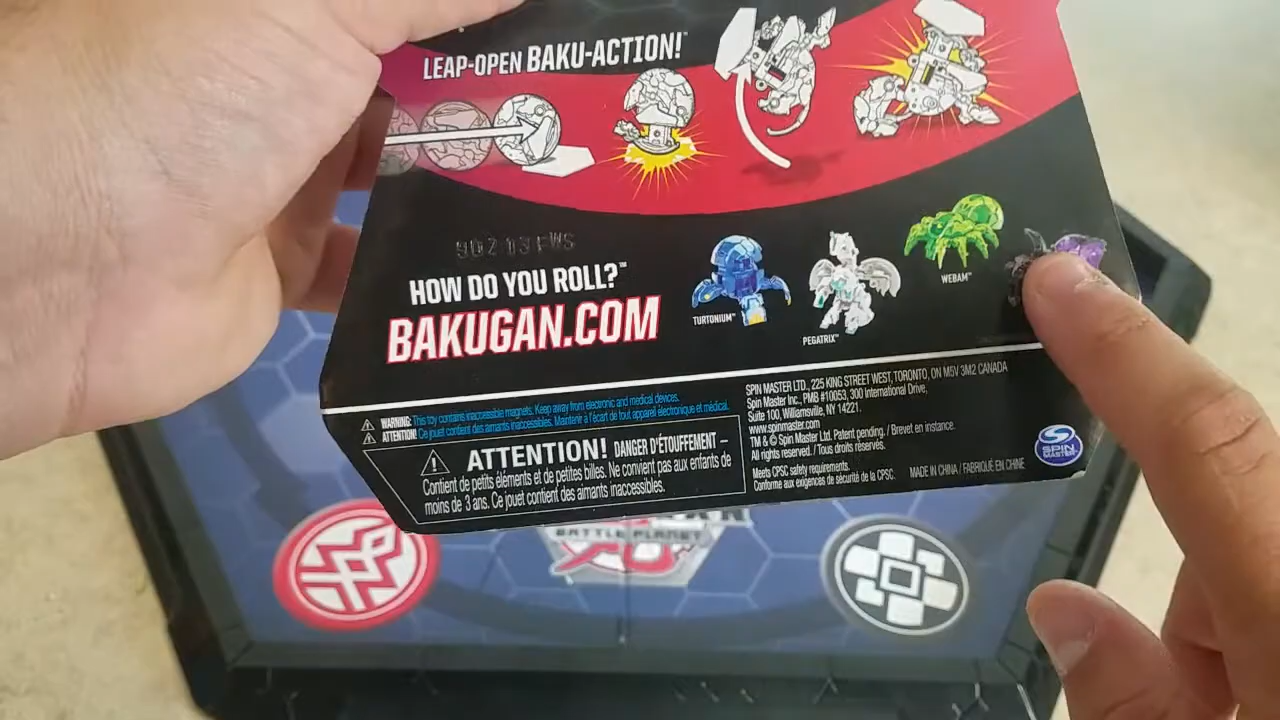 LEAP-OPEN BAKU-ACTION!™
902 13 FWS
HOW DO YOU ROLL?™
BAKUGAN.COM
TURTONIUM™
PEGATRIX™
WEBAM™
WARNING: This toy contains inaccessible magnets. Keep away from electronic and medical devices.
ATTENTION! Ce jouet contient des aimants inaccessibles. Maintenir à l'écart de tout appareil électronique et médical.
ATTENTION! DANGER D'ÉTOUFFEMENT –
Contient de petits éléments et de petites billes. Ne convient pas aux enfants de
moins de 3 ans. Ce jouet contient des aimants inaccessibles.
SPIN MASTER LTD., 225 KING STREET WEST, TORONTO, ON M5V 3M2 CANADA
Spin Master Inc., PMB #10053, 300 International Drive,
Suite 100, Williamsville, NY 14221.
www.spinmaster.com
TM & © Spin Master Ltd. Patent pending. / Brevet en instance.
All rights reserved. / Tous droits réservés.
Meets CPSC safety requirements.
Conforme aux exigences de sécurité de la CPSC.
MADE IN CHINA / FABRIQUÉ EN CHINE
SPIN
MASTER
BATTLE PLANET